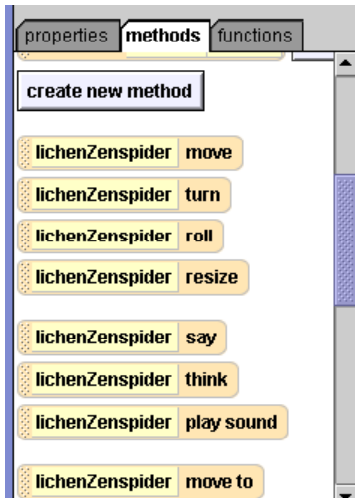 properties methods functions
create new method
lichenZenspider move
lichenZenspider turn
lichenZenspider roll
lichenZenspider resize
lichenZenspider say
lichenZenspider think
lichenZenspider play sound
lichenZenspider move to